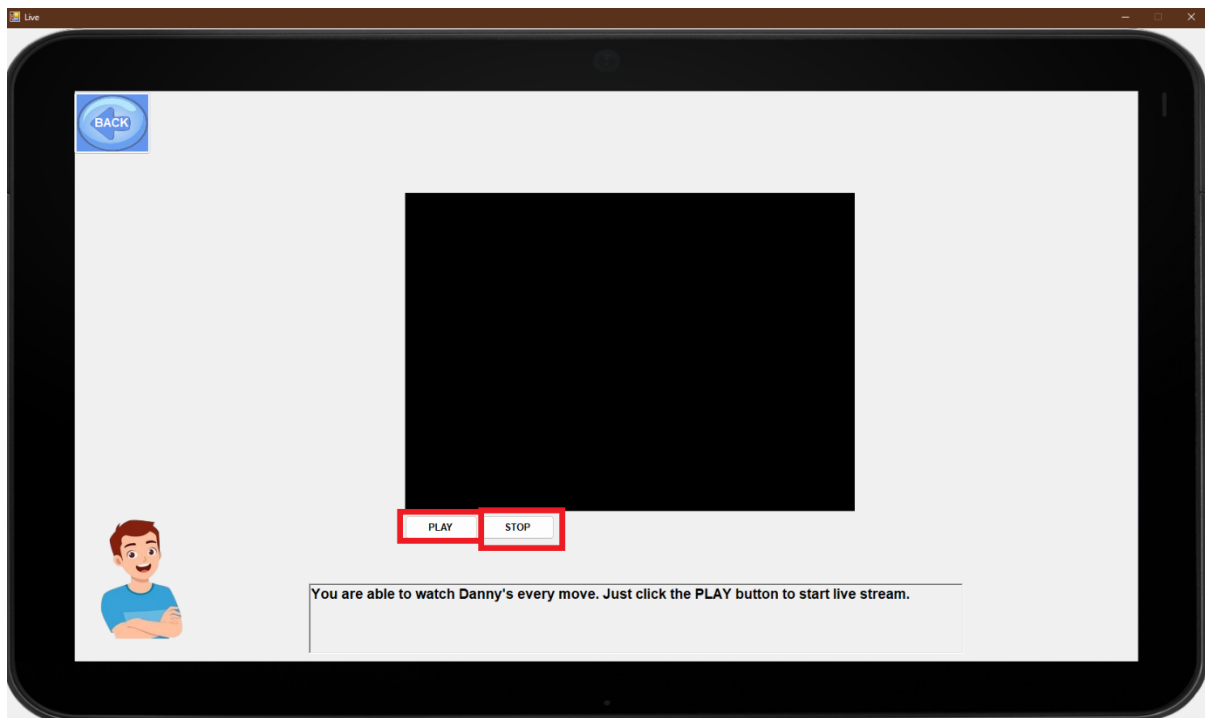 Live
BACK
PLAY STOP
You are able to watch Danny's every move. Just click the PLAY button to start live stream.